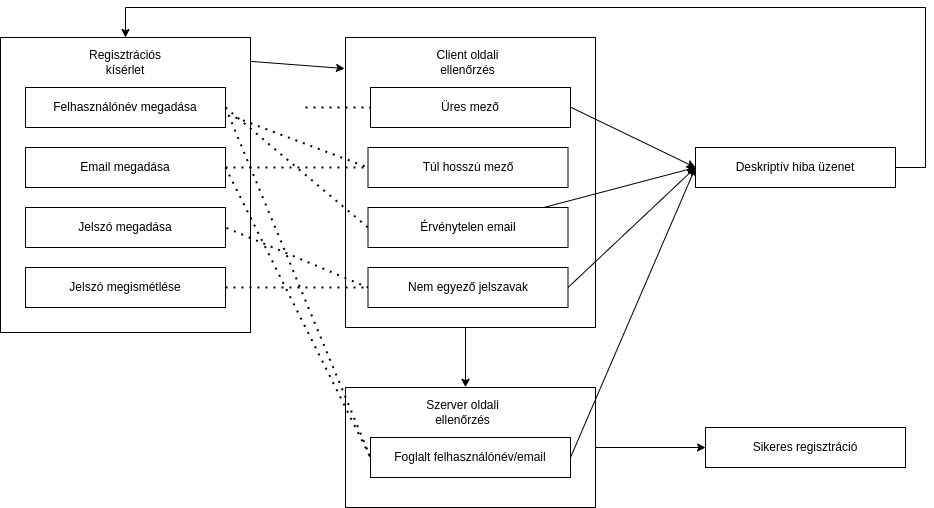 Regisztrációs
kísérlet
Felhasználónév megadása
Email megadása
Jelszó megadása
Jelszó megismétlése
Client oldali
ellenőrzés
Üres mező
Túl hosszú mező
Érvénytelen email
Nem egyező jelszavak
Deskriptív hiba üzenet
Szerver oldali
ellenőrzés
Foglalt felhasználónév/email
Sikeres regisztráció